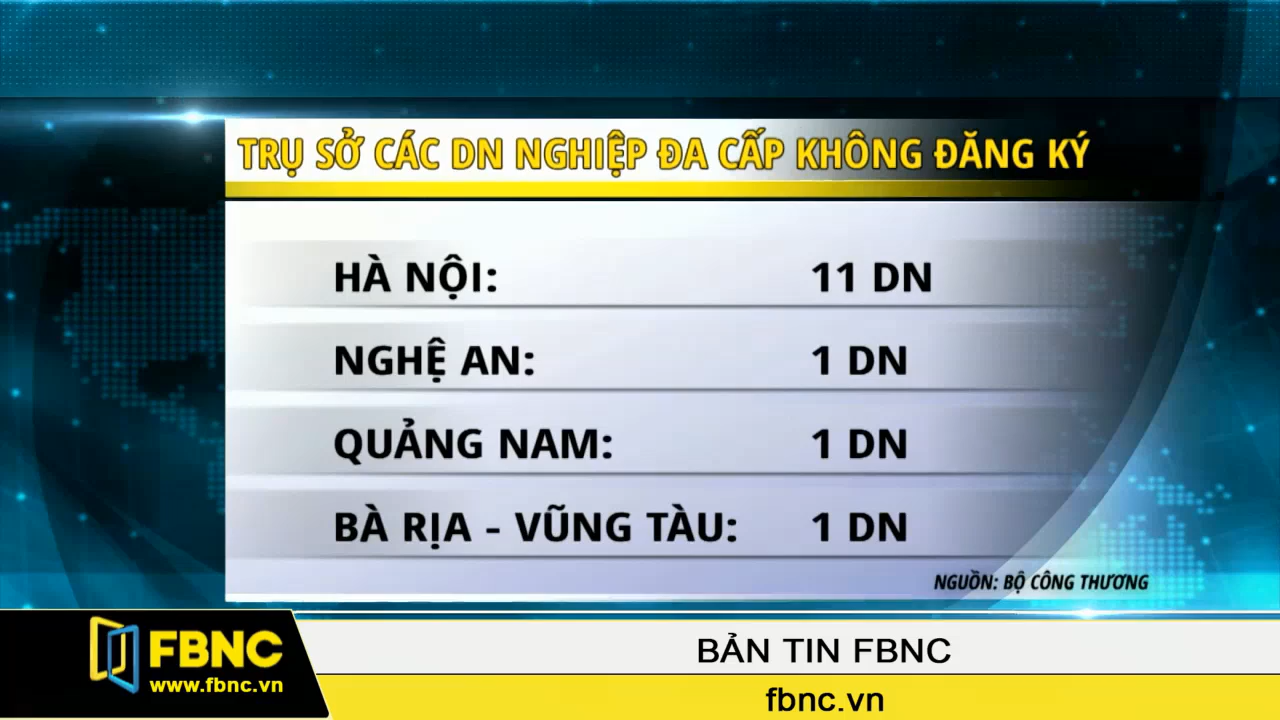 TRỤ SỞ CÁC DN NGHIỆP ĐA CẤP KHÔNG ĐĂNG KÝ
HÀ NỘI: 11 DN
NGHỆ AN: 1 DN
QUẢNG NAM: 1 DN
BÀ RỊA - VŨNG TÀU: 1 DN
NGUỒN: BỘ CÔNG THƯƠNG
FBNC
www.fbnc.vn
BẢN TIN FBNC
fbnc.vn